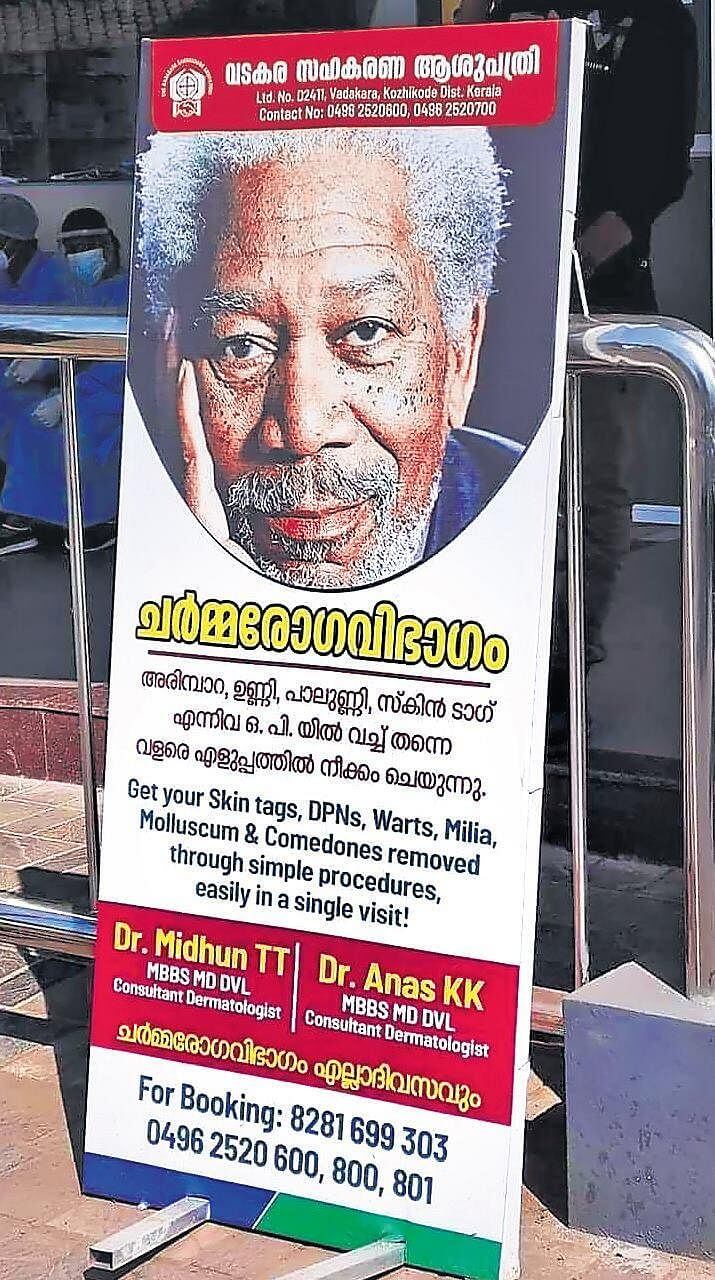 വടകര സഹകരണ ആശുപത്രി
Ltd. No. D2411, Vadakara, Kozhikode Dist. Kerala
Contact No: 0496 2520600, 0496 2520700
ചർമ്മരോഗവിഭാഗം
അരിമ്പാറ, ഉണ്ണി, പാലുണ്ണി, സ്കിൻ ടാഗ്
എന്നിവ ഒ. പി. യിൽ വച്ച് തന്നെ
വളരെ എളുപ്പത്തിൽ നീക്കം ചെയുന്നു.
Get your Skin tags, DPNs, Warts, Milia,
Molluscum & Comedones removed
through simple procedures,
easily in a single visit!
Dr. Midhun TT
MBBS MD DVL
Consultant Dermatologist
Dr. Anas KK
MBBS MD DVL
Consultant Dermatologist
ചർമ്മരോഗവിഭാഗം എല്ലാദിവസവും
For Booking: 8281 699 303
0496 2520 600, 800, 801